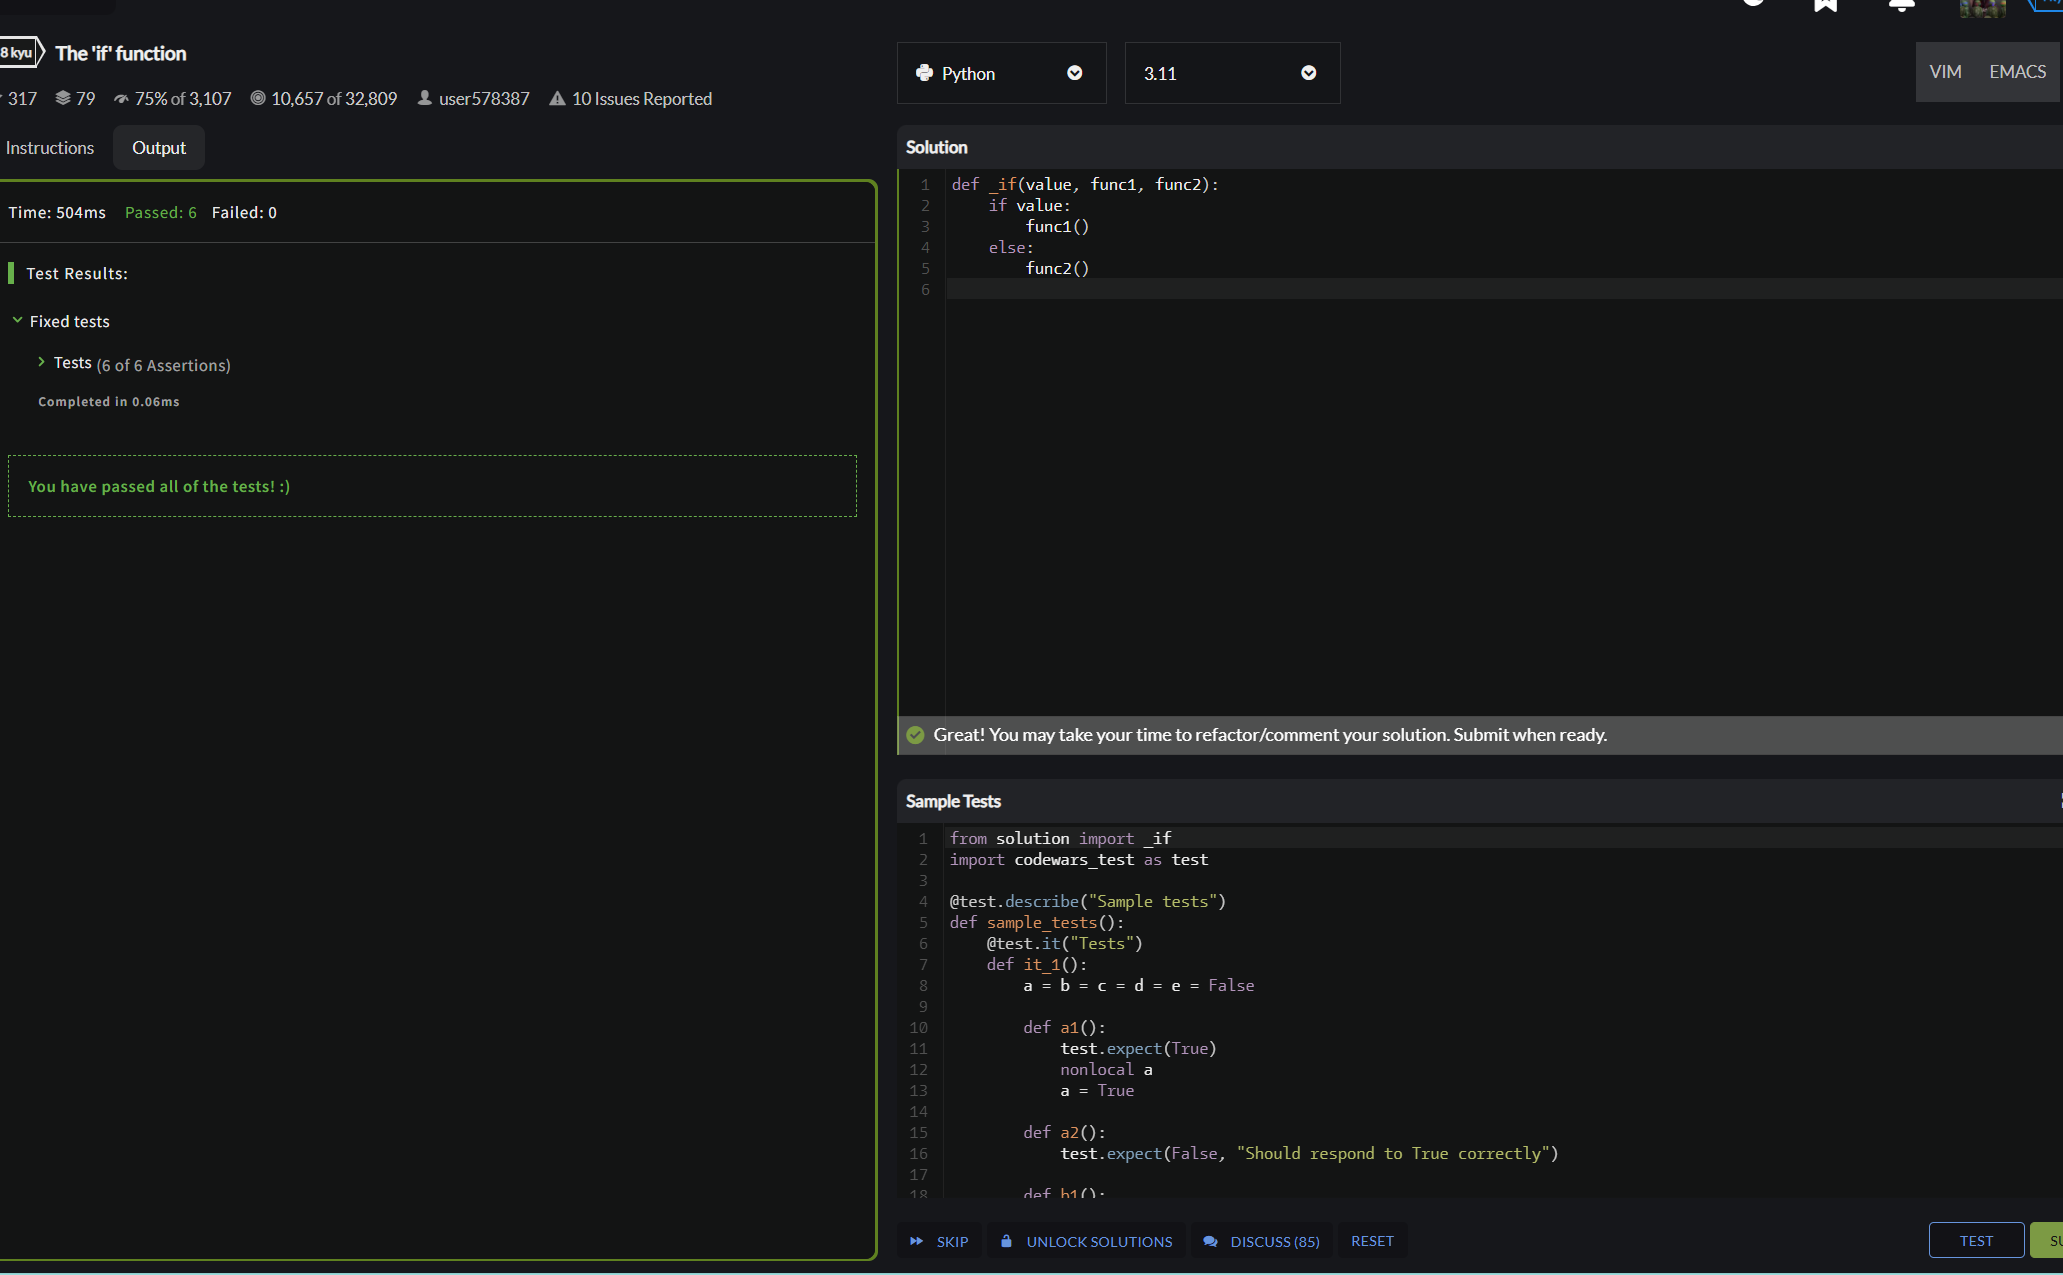 8 kyu The 'if' function
317 79 75% of 3,107 10,657 of 32,809 user578387 10 Issues Reported
Instructions Output
Time: 504ms Passed: 6 Failed: 0
Test Results:
Fixed tests
Tests (6 of 6 Assertions)
Completed in 0.06ms
You have passed all of the tests! :)
Python 3.11 VIM EMACS
Solution
1 def _if(value, func1, func2):
2     if value:
3         func1()
4     else:
5         func2()
6
Great! You may take your time to refactor/comment your solution. Submit when ready.
Sample Tests
1 from solution import _if
2 import codewars_test as test
3
4 @test.describe("Sample tests")
5 def sample_tests():
6     @test.it("Tests")
7     def it_1():
8         a = b = c = d = e = False
9
10         def a1():
11             test.expect(True)
12             nonlocal a
13             a = True
14
15         def a2():
16             test.expect(False, "Should respond to True correctly")
17
18         def b1():
SKIP UNLOCK SOLUTIONS DISCUSS (85) RESET TEST SU